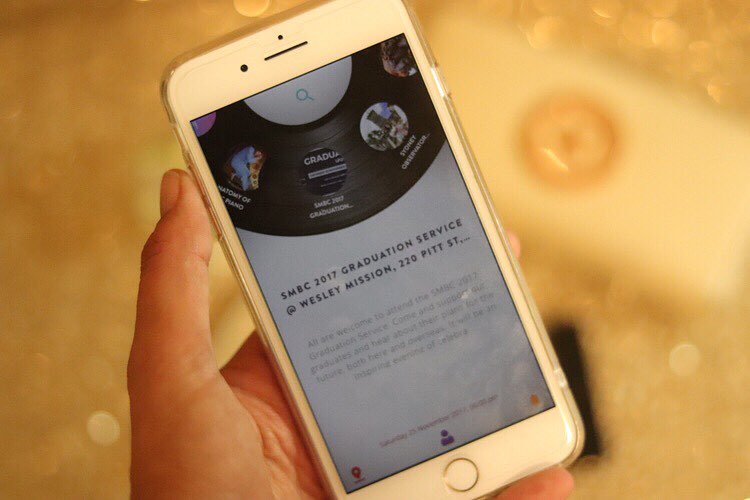 NATOMY OF
PIANO
GRADUA
SMBC 2017
GRADUATION...
SYDNEY
OBSERVATOR...
SMBC 2017 GRADUATION SERVICE
@ WESLEY MISSION, 220 PITT ST,...
All are welcome to attend the SMBC 2017
Graduation Service. Come and support our
graduates and hear about their plans for the
future, both here and overseas. It will be an
inspiring evening of celebra
Saturday 25 November 2017, 06:00 pm